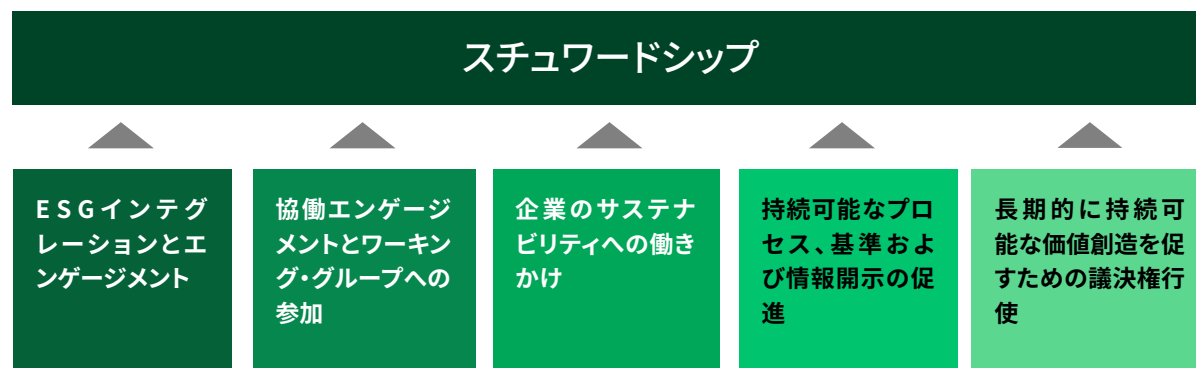 スチュワードシップ
ESGインテグ
レーションとエ
ンゲージメント
協働エンゲージ
メントとワーキン
グ・グループへの
参加
企業のサステナ
ビリティへの働き
かけ
持続可能なプロ
セス、基準およ
び情報開示の促
進
長期的に持続可
能な価値創造を促
すための議決権行
使